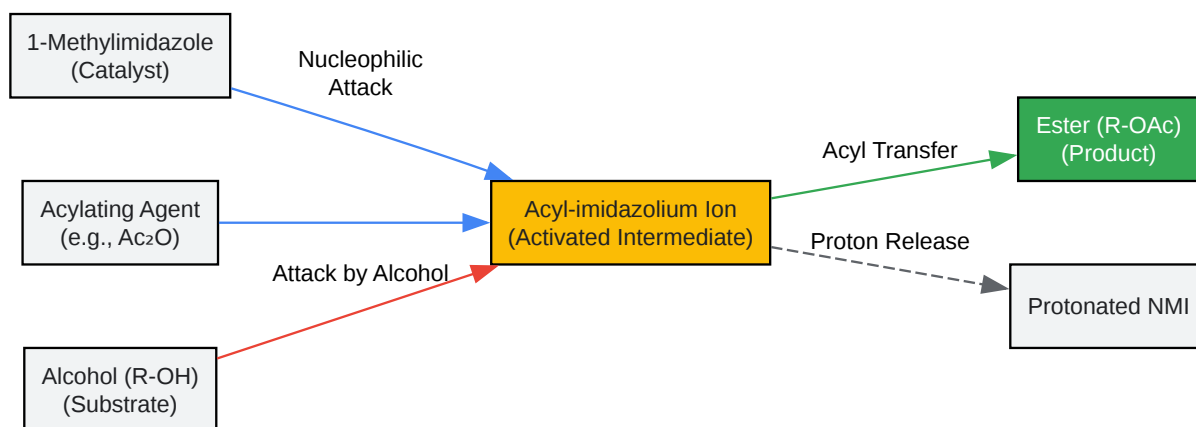 1-Methylimidazole
(Catalyst)
Nucleophilic
Attack
Acylating Agent
(e.g., Ac₂O)
Attack by Alcohol
Alcohol (R-OH)
(Substrate)
Acyl-imidazolium Ion
(Activated Intermediate)
Acyl Transfer
Ester (R-OAc)
(Product)
Proton Release
Protonated NMI